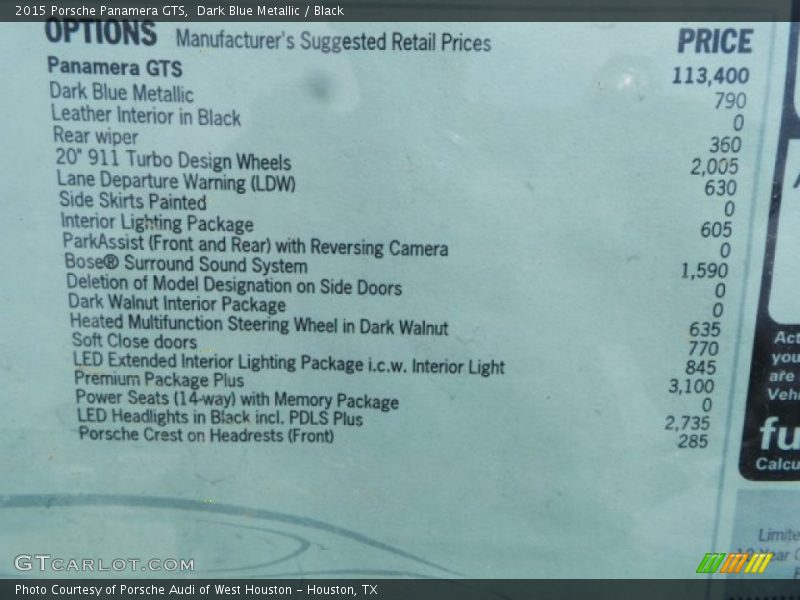 2015 Porsche Panamera GTS, Dark Blue Metallic / Black
OPTIONS Manufacturer's Suggested Retail Prices PRICE
Panamera GTS 113,400
Dark Blue Metallic 790
Leather Interior in Black 0
Rear wiper 360
20" 911 Turbo Design Wheels 2,005
Lane Departure Warning (LDW) 630
Side Skirts Painted 0
Interior Lighting Package 605
ParkAssist (Front and Rear) with Reversing Camera 0
Bose® Surround Sound System 1,590
Deletion of Model Designation on Side Doors 0
Dark Walnut Interior Package 0
Heated Multifunction Steering Wheel in Dark Walnut 635
Soft Close doors 770
LED Extended Interior Lighting Package i.c.w. Interior Light 845
Premium Package Plus 3,100
Power Seats (14-way) with Memory Package 0
LED Headlights in Black incl. PDLS Plus 2,735
Porsche Crest on Headrests (Front) 285
Act
you
are
Vehi
fu
Calcu
Limite
Year
GTCARLOT.COM
Photo Courtesy of Porsche Audi of West Houston - Houston, TX